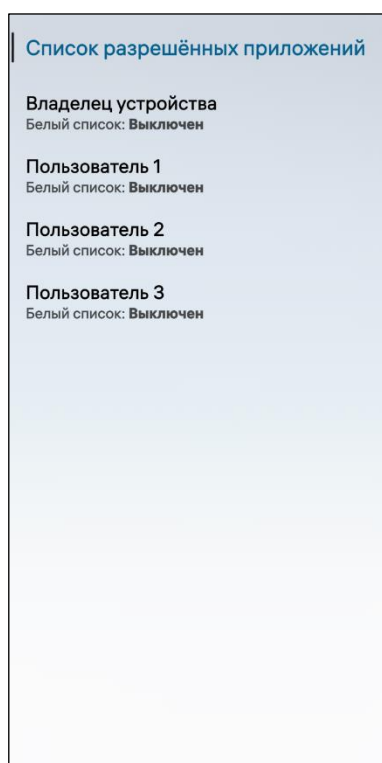 Список разрешённых приложений
Владелец устройства
Белый список: Выключен
Пользователь 1
Белый список: Выключен
Пользователь 2
Белый список: Выключен
Пользователь 3
Белый список: Выключен